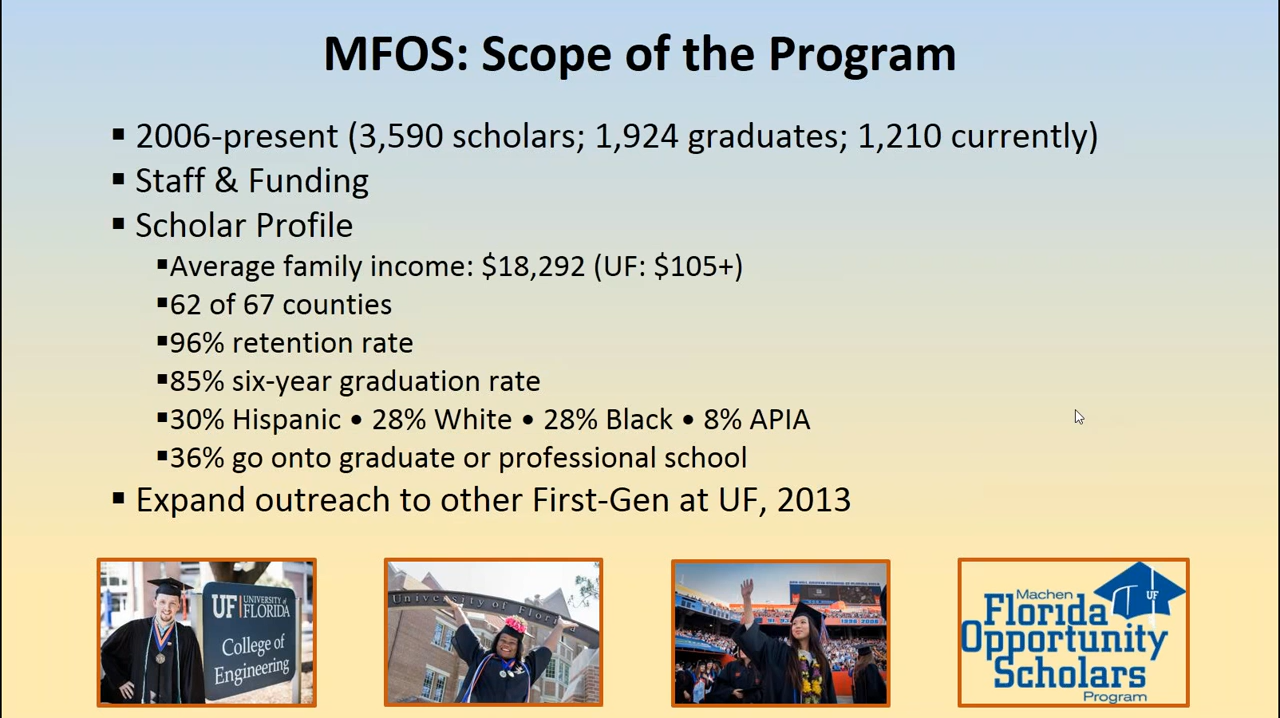 MFOS: Scope of the Program
▪ 2006-present (3,590 scholars; 1,924 graduates; 1,210 currently)
▪ Staff & Funding
▪ Scholar Profile
▪Average family income: $18,292 (UF: $105+)
▪62 of 67 counties
▪96% retention rate
▪85% six-year graduation rate
▪30% Hispanic • 28% White • 28% Black • 8% APIA
▪36% go onto graduate or professional school
▪ Expand outreach to other First-Gen at UF, 2013
UF UNIVERSITY of FLORIDA
College of
Engineering
University of Florida
Machen
Florida
Opportunity
Scholars
Program
UF